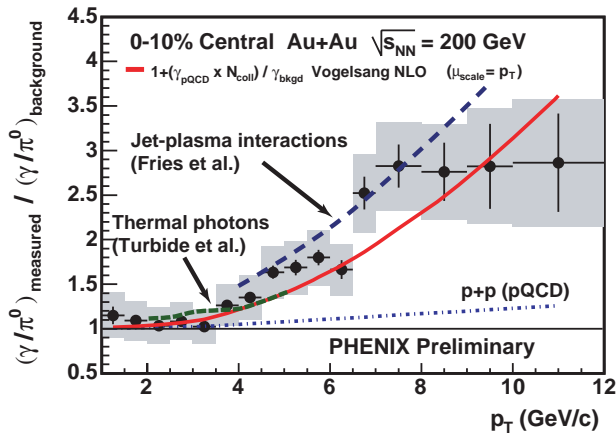 0-10% Central Au+Au √sNN = 200 GeV
1+(γpQCD x Ncoll) / γbkgd Vogelsang NLO (μscale= pT)
Jet-plasma interactions
(Fries et al.)
Thermal photons
(Turbide et al.)
p+p (pQCD)
PHENIX Preliminary
(γ/π0) measured / (γ/π0)background
4.5
4
3.5
3
2.5
2
1.5
1
0.5
2 4 6 8 10 12
pT (GeV/c)